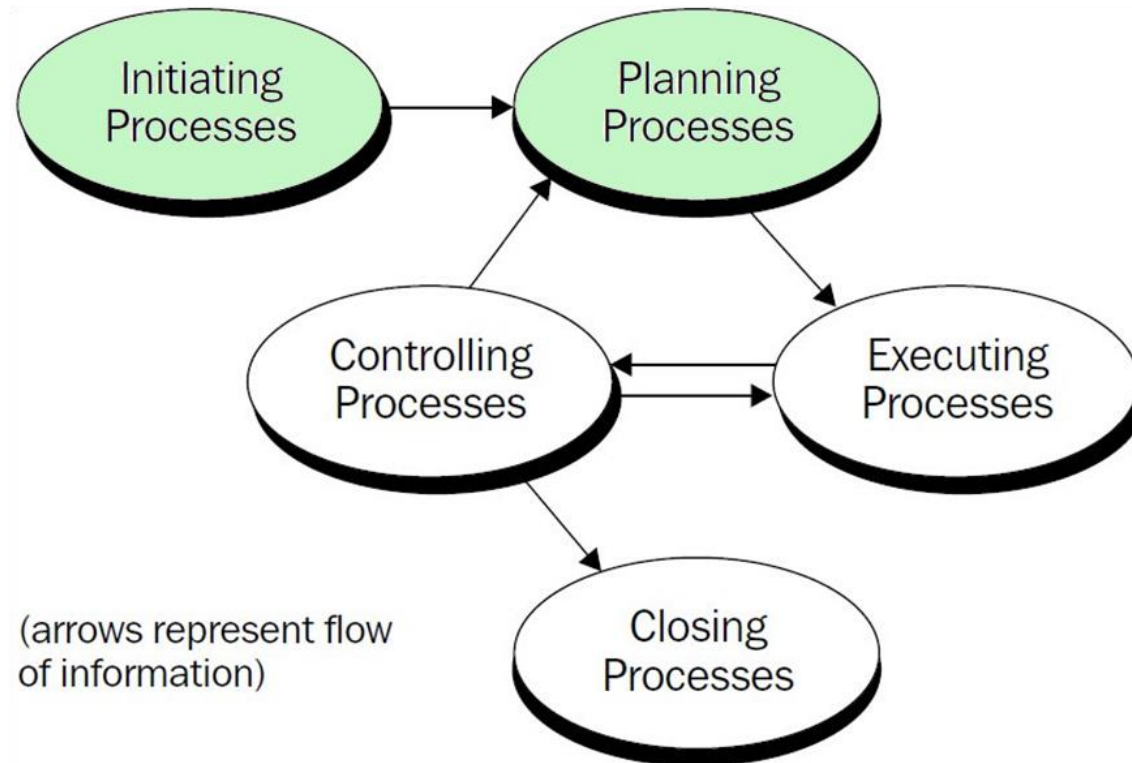 Initiating
Processes
Planning
Processes
Controlling
Processes
Executing
Processes
(arrows represent flow
of information)
Closing
Processes